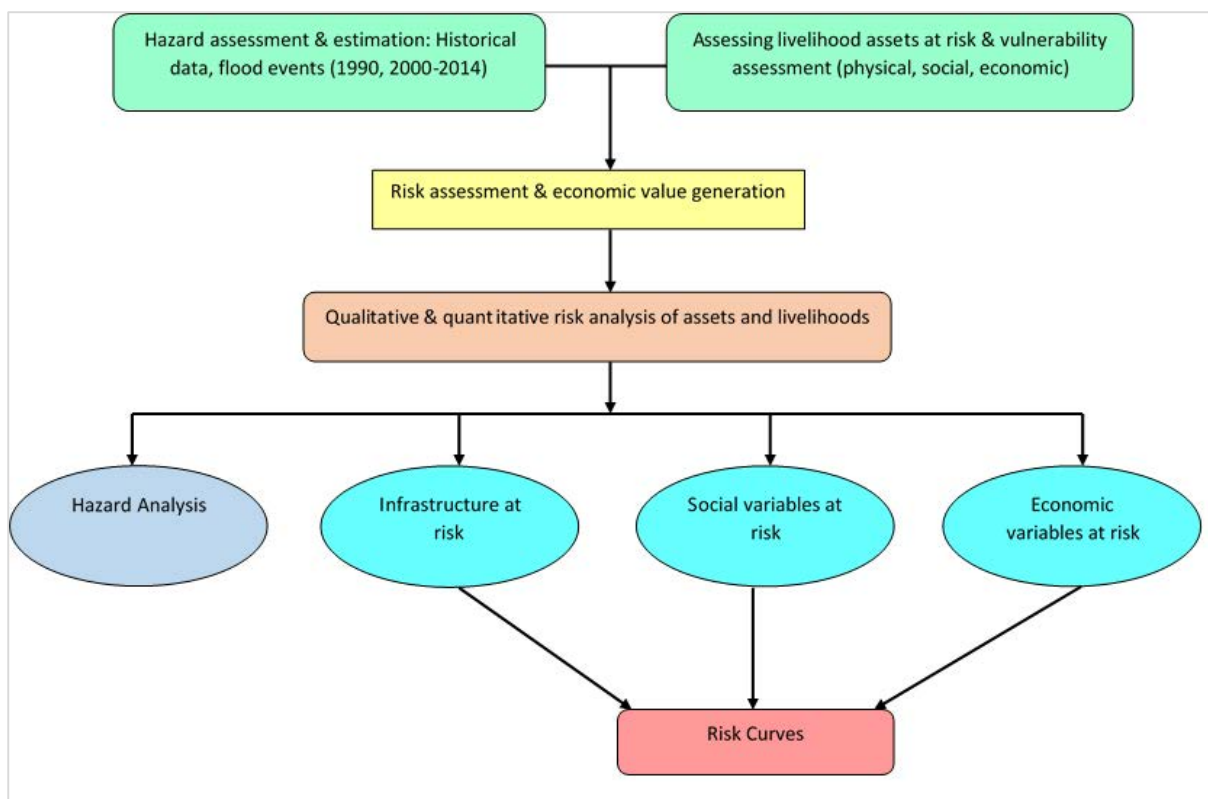 Hazard assessment & estimation: Historical
data, flood events (1990, 2000-2014)
Assessing livelihood assets at risk & vulnerability
assessment (physical, social, economic)
Risk assessment & economic value generation
Qualitative & quantitative risk analysis of assets and livelihoods
Hazard Analysis
Infrastructure at
risk
Social variables at
risk
Economic
variables at risk
Risk Curves